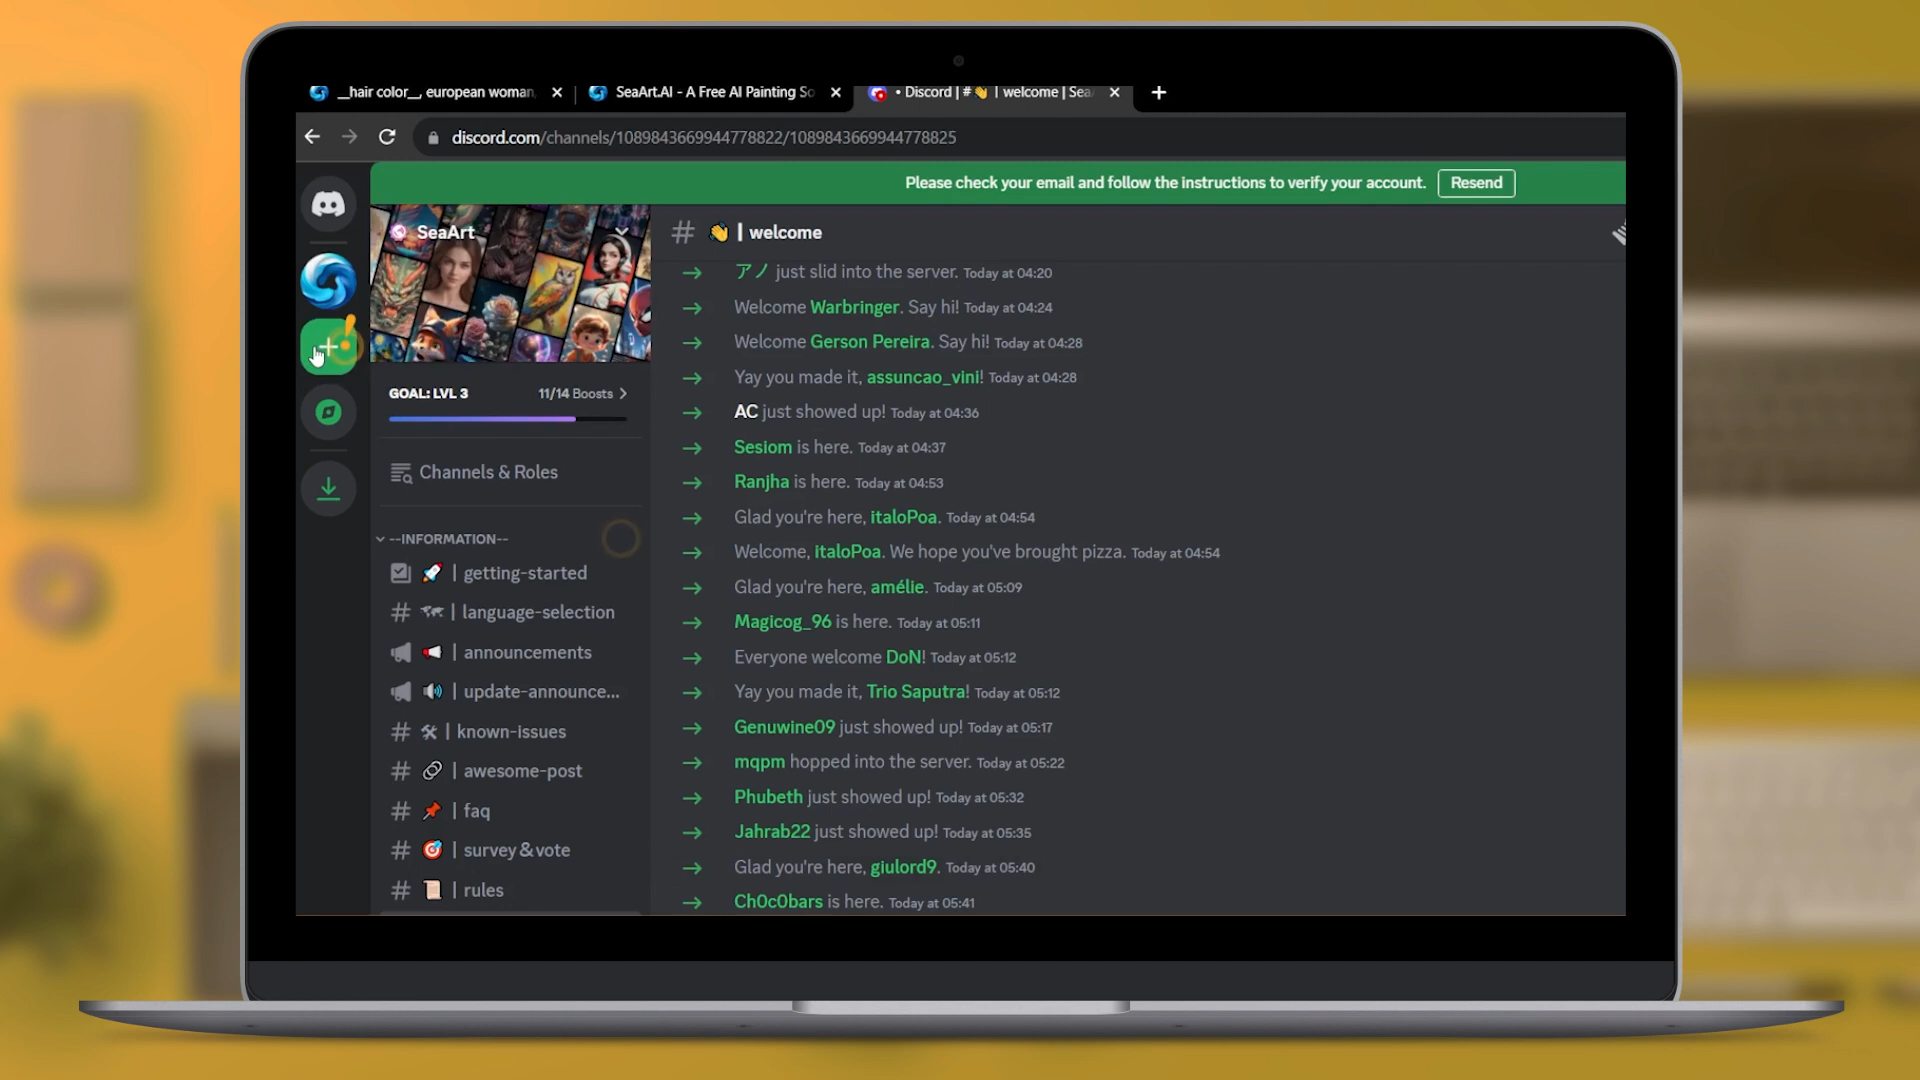 __hair color__, european woman,
SeaArt.AI - A Free AI Painting So
• Discord | # 👋 | welcome | Sea
discord.com/channels/1089843669944778822/1089843669944778825
Please check your email and follow the instructions to verify your account.
Resend
SeaArt
GOAL: LVL 3
11/14 Boosts
Channels & Roles
--INFORMATION--
| getting-started
| language-selection
| announcements
| update-announce...
| known-issues
| awesome-post
| faq
| survey&vote
| rules
# 👋 | welcome
アノ just slid into the server. Today at 04:20
Welcome Warbringer. Say hi! Today at 04:24
Welcome Gerson Pereira. Say hi! Today at 04:28
Yay you made it, assuncao_vini! Today at 04:28
AC just showed up! Today at 04:36
Sesiom is here. Today at 04:37
Ranjha is here. Today at 04:53
Glad you're here, italoPoa. Today at 04:54
Welcome, italoPoa. We hope you've brought pizza. Today at 04:54
Glad you're here, amélie. Today at 05:09
Magicog_96 is here. Today at 05:11
Everyone welcome DoN! Today at 05:12
Yay you made it, Trio Saputra! Today at 05:12
Genuwine09 just showed up! Today at 05:17
mqpm hopped into the server. Today at 05:22
Phubeth just showed up! Today at 05:32
Jahrab22 just showed up! Today at 05:35
Glad you're here, giulord9. Today at 05:40
Ch0c0bars is here. Today at 05:41